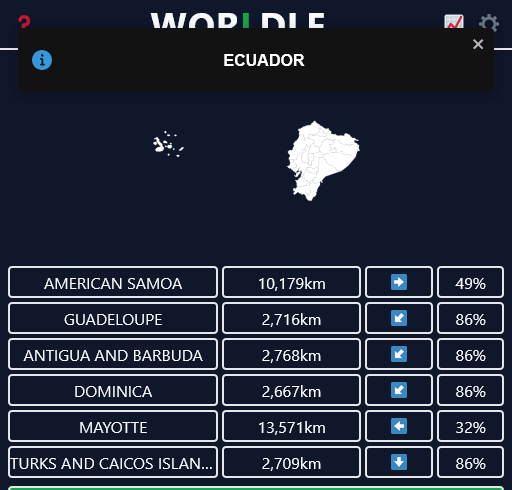 WORLDLE
ECUADOR
AMERICAN SAMOA 10,179km 49%
GUADELOUPE 2,716km 86%
ANTIGUA AND BARBUDA 2,768km 86%
DOMINICA 2,667km 86%
MAYOTTE 13,571km 32%
TURKS AND CAICOS ISLAN... 2,709km 86%